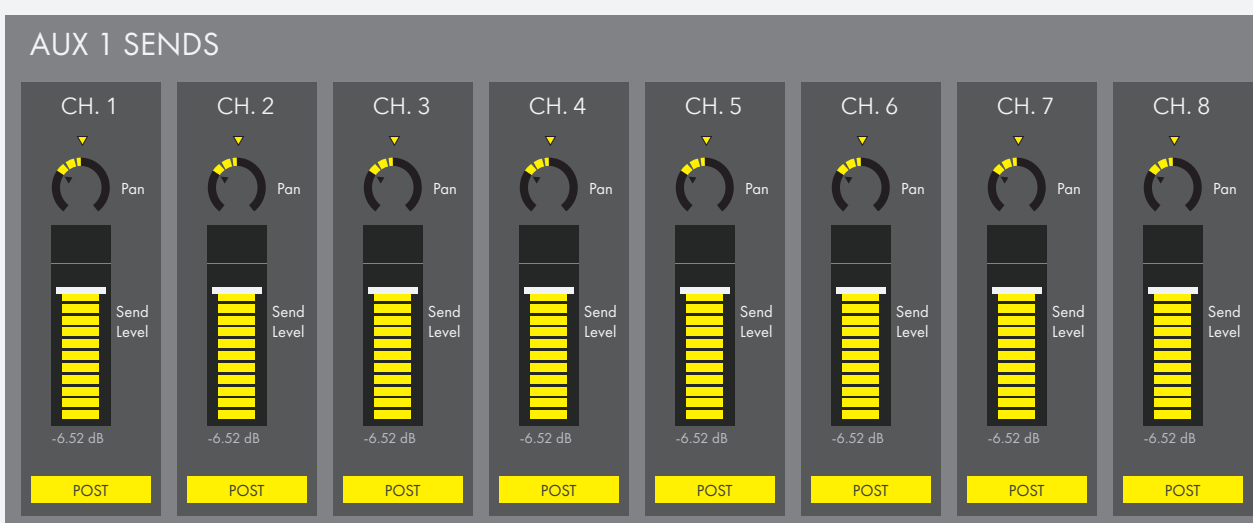 AUX 1 SENDS
CH. 1 CH. 2 CH. 3 CH. 4 CH. 5 CH. 6 CH. 7 CH. 8
Pan Pan Pan Pan Pan Pan Pan Pan
Send Send Send Send Send Send Send Send
Level Level Level Level Level Level Level Level
-6.52 dB -6.52 dB -6.52 dB -6.52 dB -6.52 dB -6.52 dB -6.52 dB -6.52 dB
POST POST POST POST POST POST POST POST